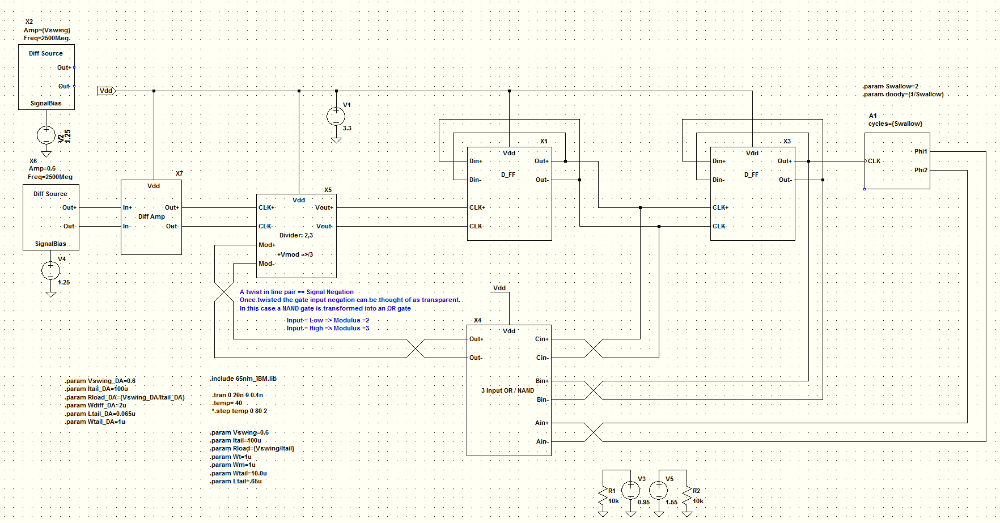 X2
Amp={Vswing}
Freq=2500Meg
Diff Source
Out+
Out-
SignalBias
V2
1.25
Vdd
V1
3.3
X6
Amp=0.6
Freq=2500Meg
Diff Source
Out+
Out-
SignalBias
V4
1.25
X7
Vdd
In+
Out+
Diff Amp
In-
Out-
X5
Vdd
CLK+
Vout+
CLK-
Vout-
Divider: 2,3
Mod+
+Vmod =>/3
Mod-
X1
Vdd
Din+
Out+
D_FF
Din-
Out-
CLK+
CLK-
X3
Vdd
Din+
Out+
D_FF
Din-
Out-
CLK+
CLK-
.param Swallow=2
.param doody={1/Swallow}
A1
cycles={Swallow}
Phi1
CLK
Phi2
A twist in line pair == Signal Negation
Once twisted the gate input negation can be thought of as transparent.
In this case a NAND gate is transformed into an OR gate
Input = Low => Modulus =2
Input = High => Modulus =3
Vdd
X4
Vdd
Out+
Cin+
Out-
Cin-
Bin+
3 Input OR / NAND
Bin-
Ain+
Ain-
.param Vswing_DA=0.6
.param Itail_DA=100u
.param Rload_DA={Vswing_DA/Itail_DA}
.param Wdiff_DA=2u
.param Ltail_DA=0.065u
.param Wtail_DA=1u
.include 65nm_IBM.lib
.tran 0 20n 0 0.1n
.temp= 40
*.step temp 0 80 2
.param Vswing=0.6
.param Itail=100u
.param Rload={Vswing/Itail}
.param Wt=1u
.param Wm=1u
.param Wtail=10.0u
.param Ltail=.65u
R1
10k
V3
0.95
V5
1.55
R2
10k